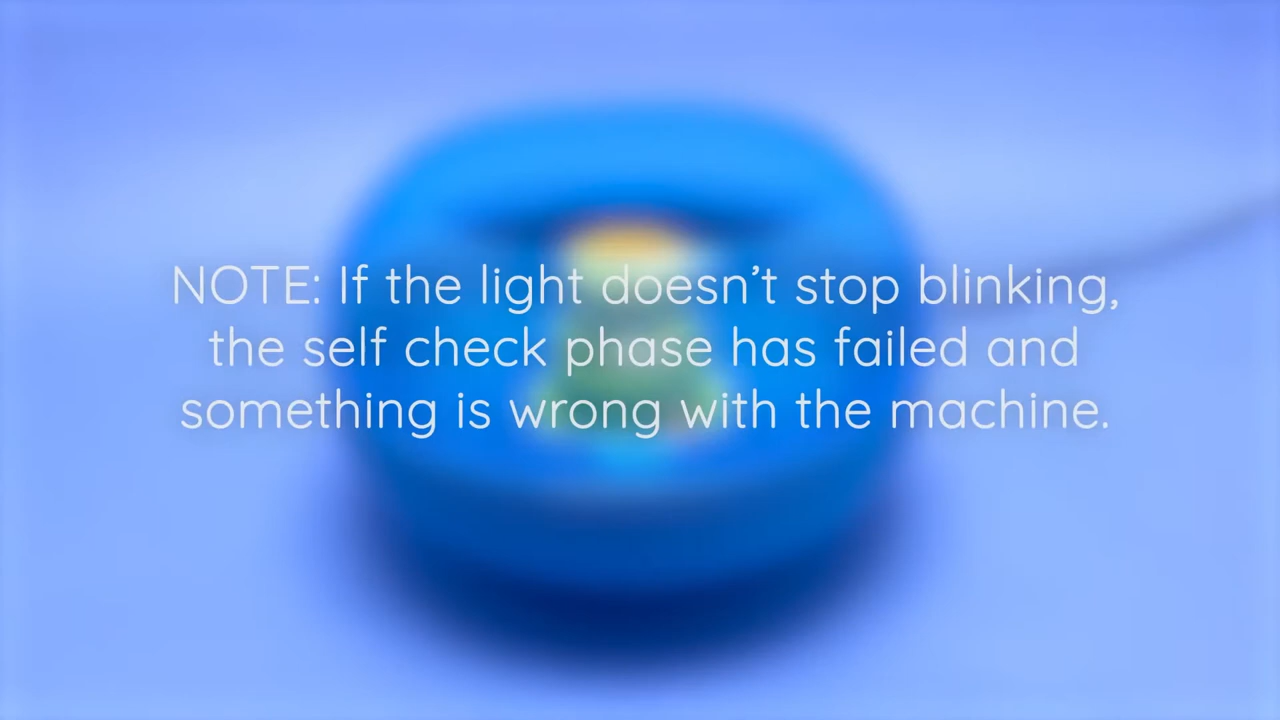 NOTE: If the light doesn’t stop blinking,
the self check phase has failed and
something is wrong with the machine.